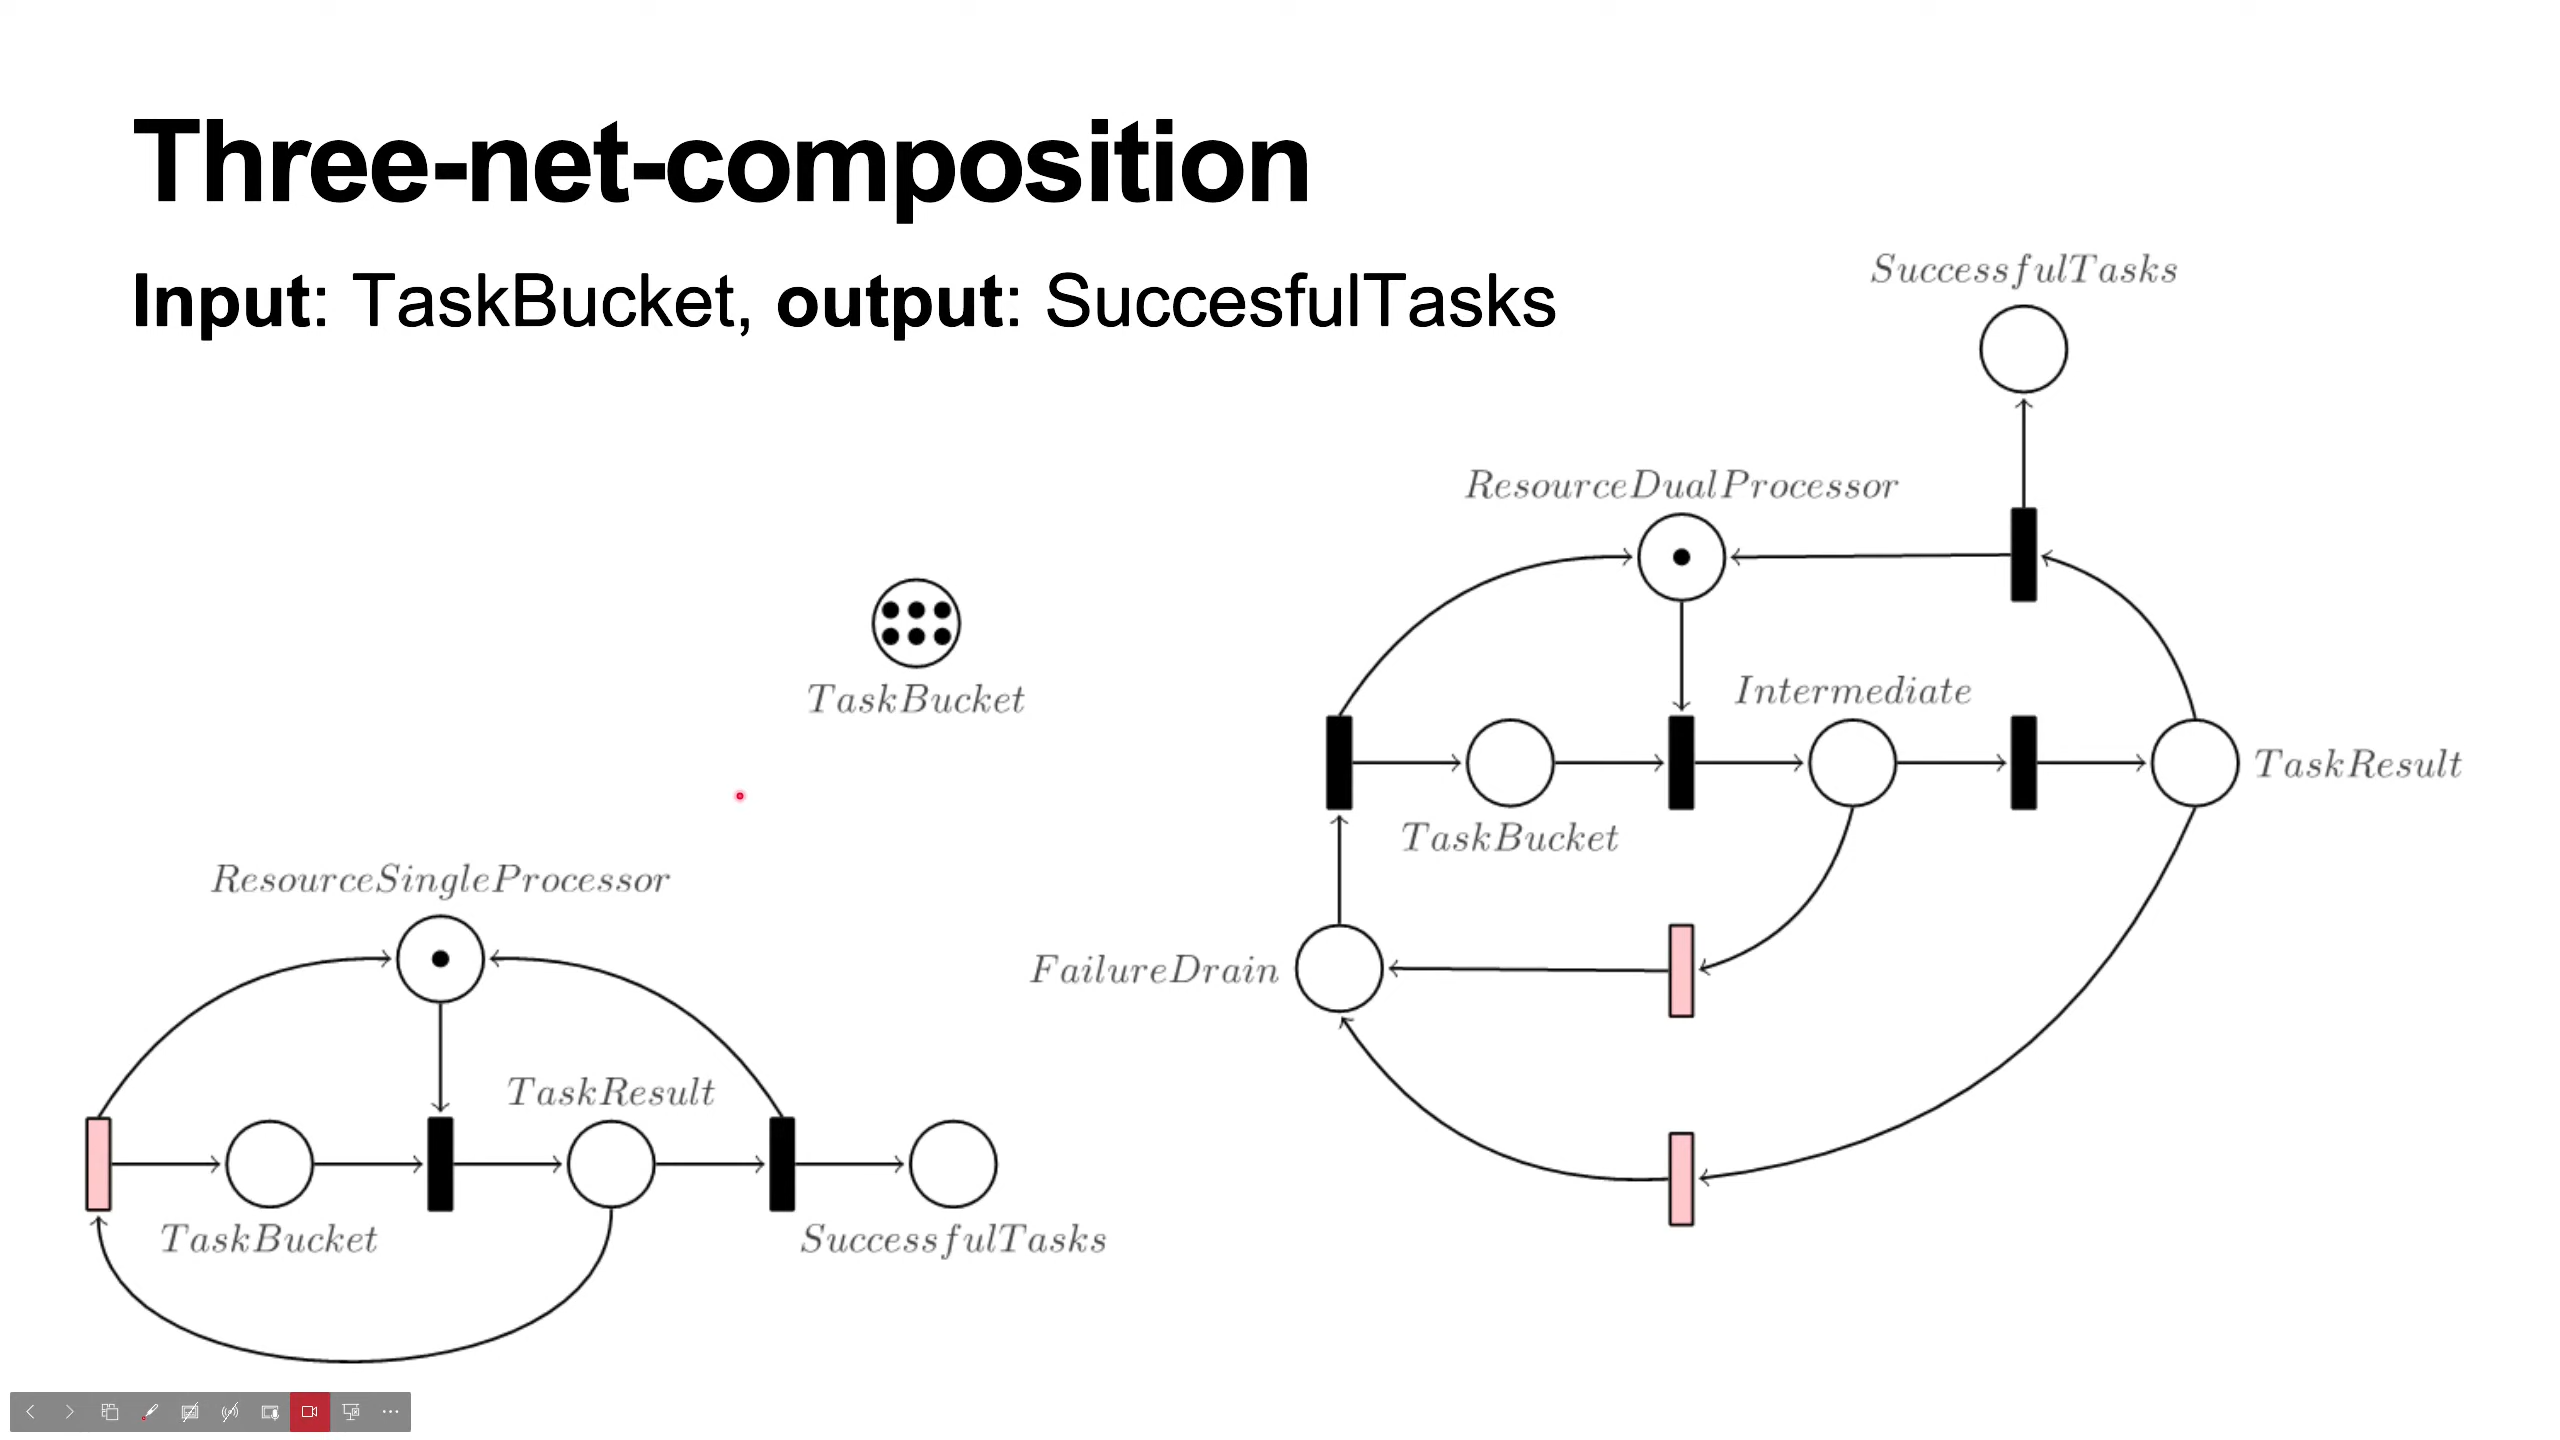 Three-net-composition
Input: TaskBucket, output: SuccesfulTasks
SuccessfulTasks
ResourceDualProcessor
TaskBucket
Intermediate
TaskResult
TaskBucket
ResourceSingleProcessor
FailureDrain
TaskResult
TaskBucket
SuccessfulTasks